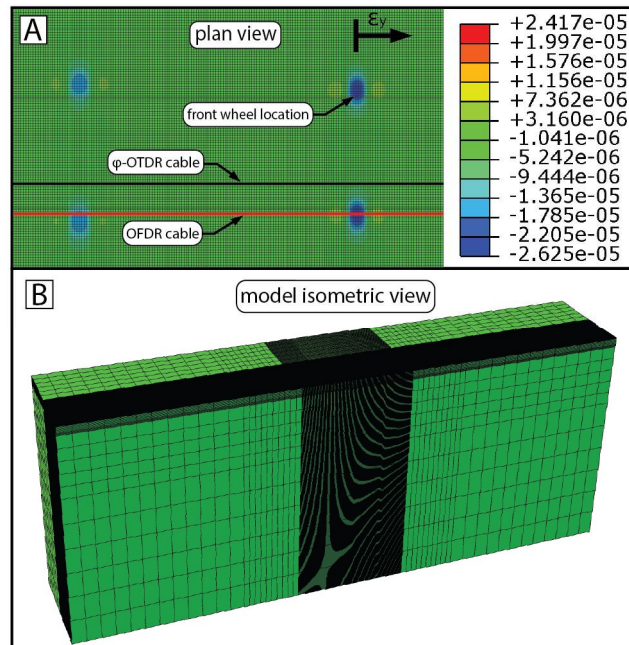 A
plan view
εy
front wheel location
φ-OTDR cable
OFDR cable
+2.417e-05
+1.997e-05
+1.576e-05
+1.156e-05
+7.362e-06
+3.160e-06
-1.041e-06
-5.242e-06
-9.444e-06
-1.365e-05
-1.785e-05
-2.205e-05
-2.625e-05
B
model isometric view